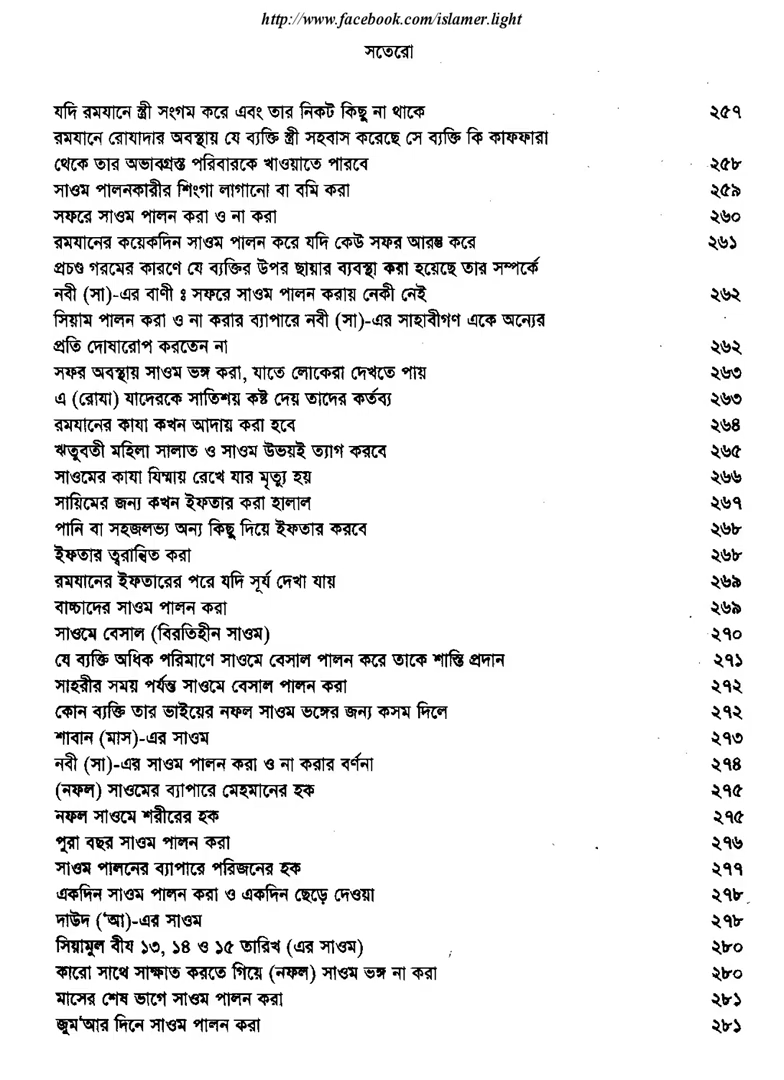 http://www.facebook.com/islamer.light
সতেরো
যদি রমযানে স্ত্রী সংগম করে এবং তার নিকট কিছু না থাকে ২৫৭
রমযানে রোযাদার অবস্থায় যে ব্যক্তি স্ত্রী সহবাস করেছে সে ব্যক্তি কি কাফফারা
থেকে তার অভাবগ্রস্ত পরিবারকে খাওয়াতে পারবে ২৫৮
সাওম পালনকারীর শিংগা লাগানো বা বমি করা ২৫৯
সফরে সাওম পালন করা ও না করা ২৬০
রমযানের কয়েকদিন সাওম পালন করে যদি কেউ সফর আরম্ভ করে ২৬১
প্রচণ্ড গরমের কারণে যে ব্যক্তির উপর ছায়ার ব্যবস্থা করা হয়েছে তার সম্পর্কে
নবী (সা)-এর বাণী ঃ সফরে সাওম পালন করায় নেকী নেই ২৬২
সিয়াম পালন করা ও না করার ব্যাপারে নবী (সা)-এর সাহাবীগণ একে অন্যের
প্রতি দোষারোপ করতেন না ২৬২
সফর অবস্থায় সাওম ভঙ্গ করা, যাতে লোকেরা দেখতে পায় ২৬৩
এ (রোযা) যাদেরকে সাতিশয় কষ্ট দেয় তাদের কর্তব্য ২৬৩
রমযানের কাযা কখন আদায় করা হবে ২৬৪
ঋতুবতী মহিলা সালাত ও সাওম উভয়ই ত্যাগ করবে ২৬৫
সাওমের কাযা যিম্মায় রেখে যার মৃত্যু হয় ২৬৬
সায়িমের জন্য কখন ইফতার করা হালাল ২৬৭
পানি বা সহজলভ্য অন্য কিছু দিয়ে ইফতার করবে ২৬৮
ইফতার ত্বরান্বিত করা ২৬৮
রমযানের ইফতারের পরে যদি সূর্য দেখা যায় ২৬৯
বাচ্চাদের সাওম পালন করা ২৬৯
সাওমে বেসাল (বিরতিহীন সাওম) ২৭০
যে ব্যক্তি অধিক পরিমাণে সাওমে বেসাল পালন করে তাকে শাস্তি প্রদান ২৭১
সাহরীর সময় পর্যন্ত সাওমে বেসাল পালন করা ২৭২
কোন ব্যক্তি তার ভাইয়ের নফল সাওম ভঙ্গের জন্য কসম দিলে ২৭২
শাবান (মাস)-এর সাওম ২৭৩
নবী (সা)-এর সাওম পালন করা ও না করার বর্ণনা ২৭৪
(নফল) সাওমের ব্যাপারে মেহমানের হক ২৭৫
নফল সাওমে শরীরের হক ২৭৫
পুরা বছর সাওম পালন করা ২৭৬
সাওম পালনের ব্যাপারে পরিজনের হক ২৭৭
একদিন সাওম পালন করা ও একদিন ছেড়ে দেওয়া ২৭৮
দাউদ ('আ)-এর সাওম ২৭৮
সিয়ামুল বীয ১৩, ১৪ ও ১৫ তারিখ (এর সাওম) ২৮০
কারো সাথে সাক্ষাত করতে গিয়ে (নফল) সাওম ভঙ্গ না করা ২৮০
মাসের শেষ ভাগে সাওম পালন করা ২৮১
জুম'আর দিনে সাওম পালন করা ২৮১